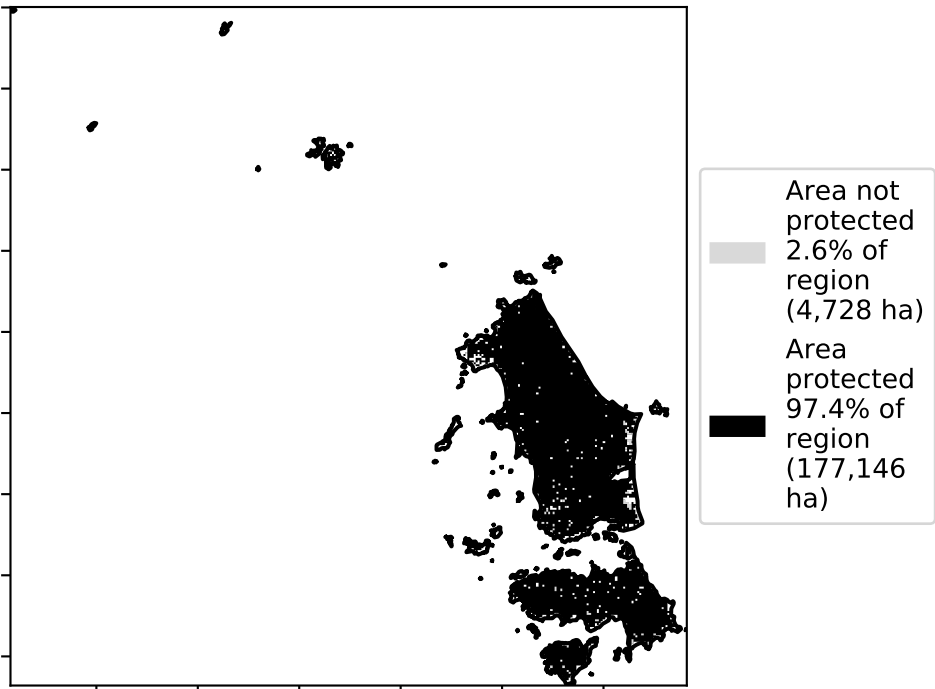 Area not
protected
2.6% of
region
(4,728 ha)
Area
protected
97.4% of
region
(177,146
ha)